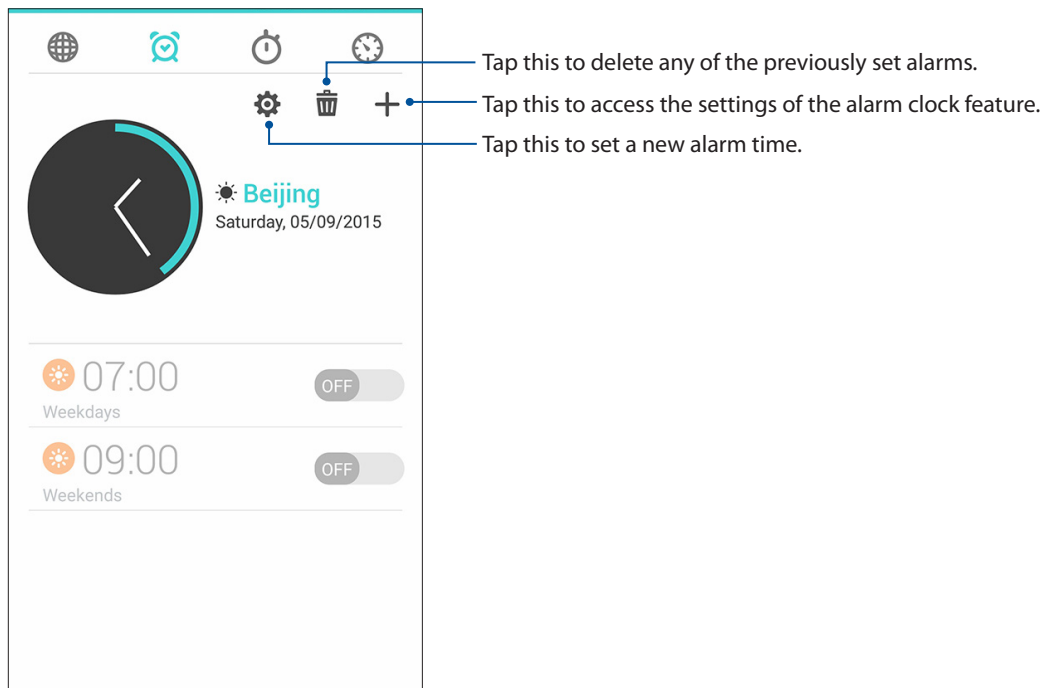 Tap this to delete any of the previously set alarms.
Tap this to access the settings of the alarm clock feature.
Tap this to set a new alarm time.
Beijing
Saturday, 05/09/2015
07:00
OFF
Weekdays
09:00
OFF
Weekends